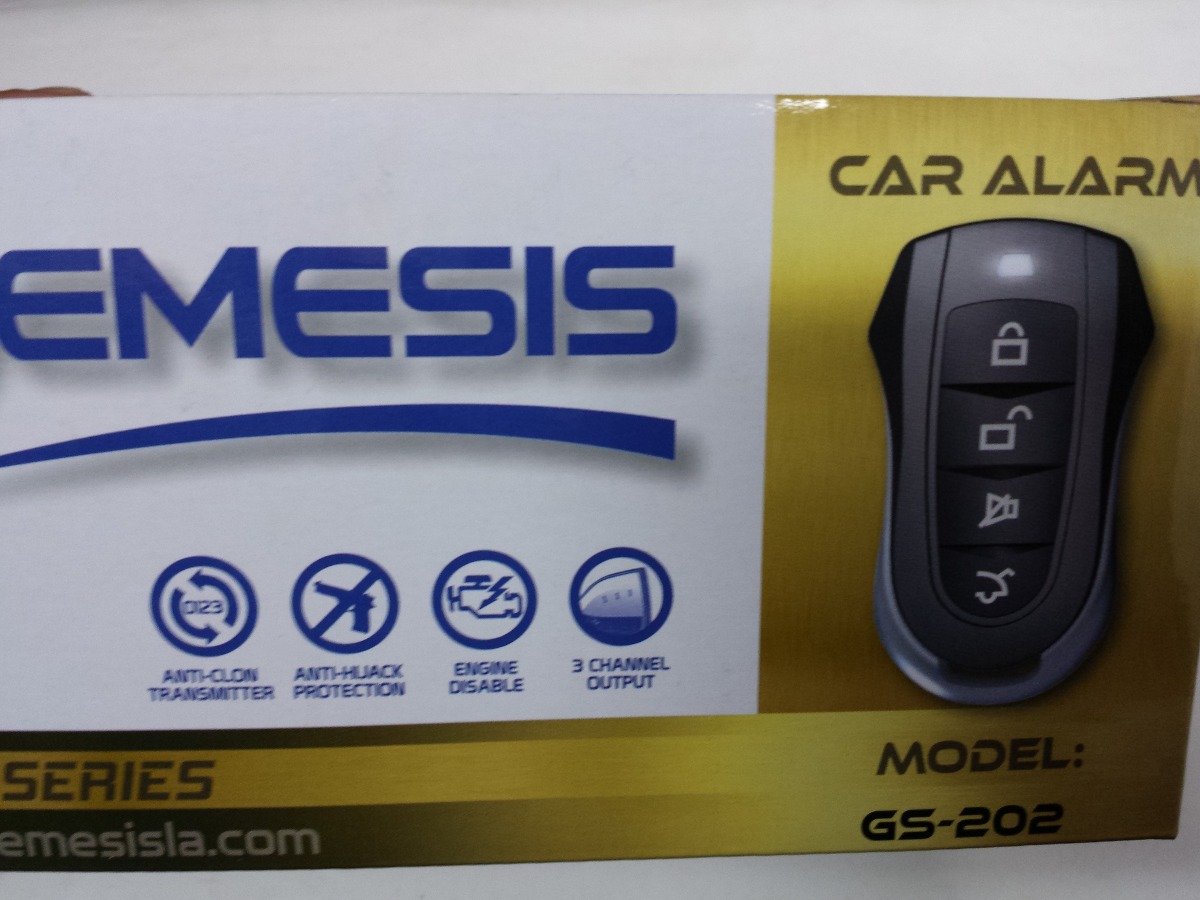 CAR ALARM
EMESIS
0123
ANTI-CLON
TRANSMITTER
ANTI-HIJACK
PROTECTION
ENGINE
DISABLE
3 CHANNEL
OUTPUT
SERIES
emesisla.com
MODEL:
GS-202